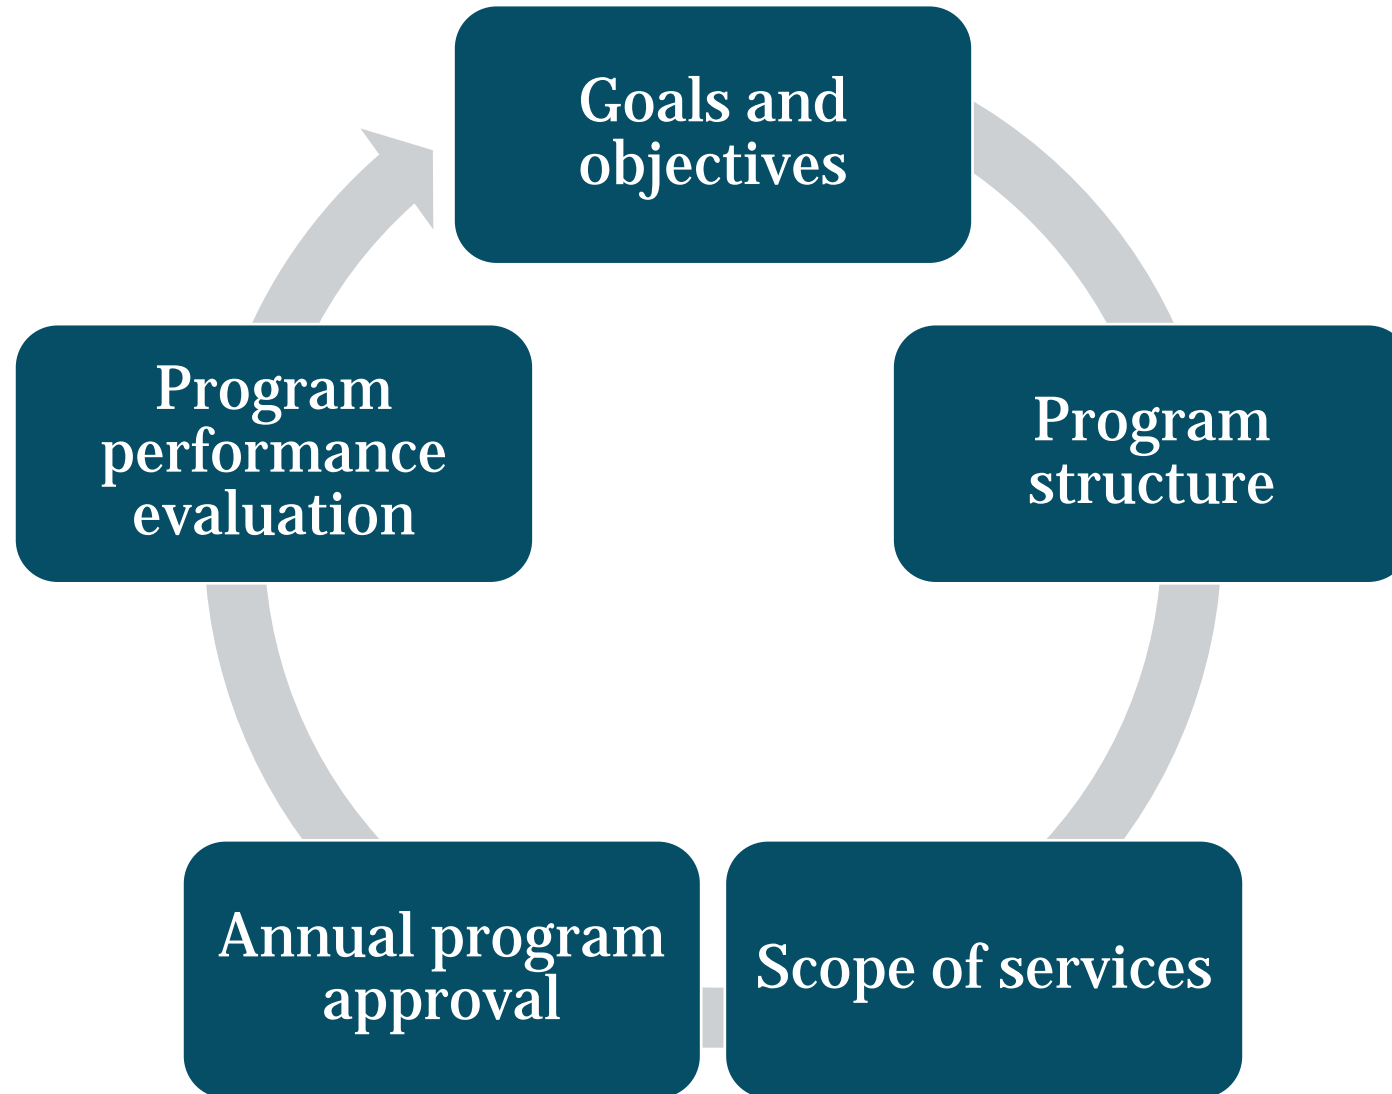 Goals and
objectives
Program
structure
Scope of services
Annual program
approval
Program
performance
evaluation